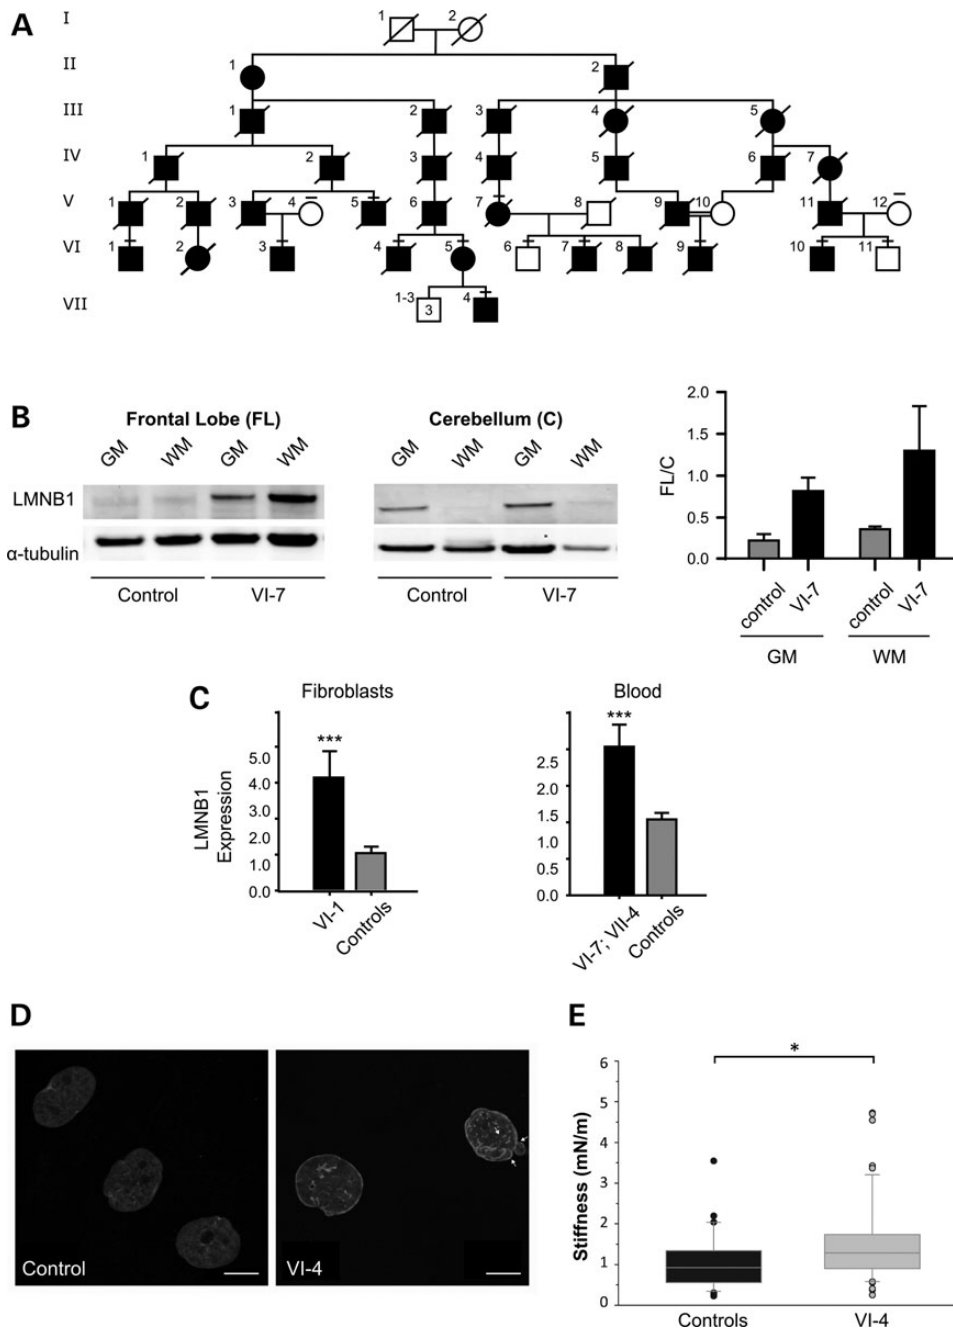 A
I
1
2
II
1
2
III
1
2
3
4
5
IV
1
2
3
4
5
6
7
V
1
2
3
4
5
6
7
8
9
10
11
12
VI
1
2
3
4
5
6
7
8
9
10
11
VII
1-3
3
4
B
Frontal Lobe (FL)
GM
WM
GM
WM
LMNB1
α-tubulin
Control
VI-7
Cerebellum (C)
GM
WM
GM
WM
Control
VI-7
FL/C
2.0
1.5
1.0
0.5
0.0
control
VI-7
control
VI-7
GM
WM
C
Fibroblasts
LMNB1
Expression
5.0
4.0
3.0
2.0
1.0
0.0
***
VI-1
Controls
Blood
2.5
2.0
1.5
1.0
0.5
0.0
***
VI-7; VII-4
Controls
D
Control
VI-4
E
Stiffness (mN/m)
6
5
4
3
2
1
0
*
Controls
VI-4